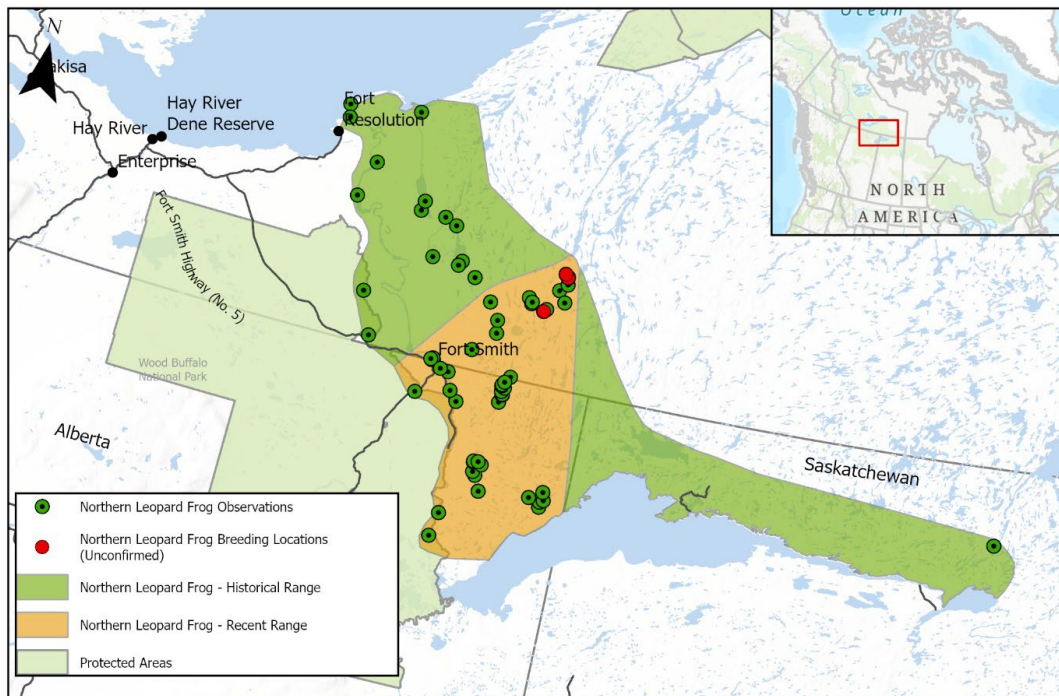 N
Ocean
akisa
Hay River
Dene Reserve
Fort
Resolution
Hay River
Enterprise
NORTH
AMERICA
Fort Smith Highway (No. 5)
Fort Smith
Wood Buffalo
National Park
Alberta
Saskatchewan
Northern Leopard Frog Observations
Northern Leopard Frog Breeding Locations
(Unconfirmed)
Northern Leopard Frog - Historical Range
Northern Leopard Frog - Recent Range
Protected Areas